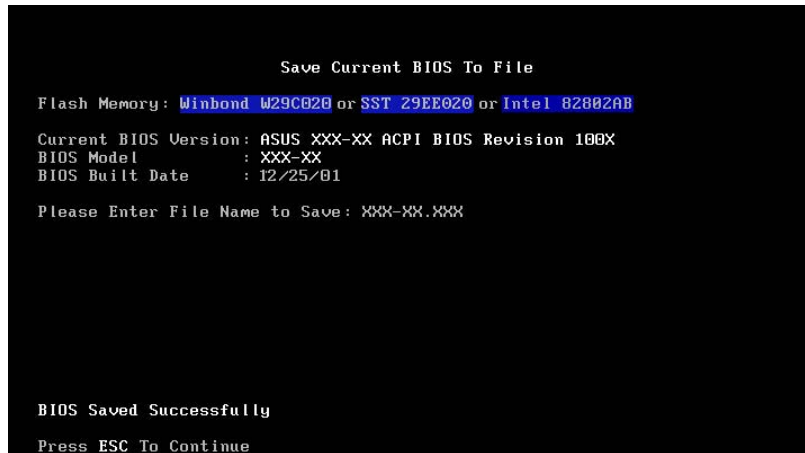 Save Current BIOS To File
Flash Memory: Winbond W29C020 or SST 29EE020 or Intel 82802AB
Current BIOS Version: ASUS XXX-XX ACPI BIOS Revision 100X
BIOS Model : XXX-XX
BIOS Built Date : 12/25/01
Please Enter File Name to Save: XXX-XX.XXX
BIOS Saved Successfully
Press ESC To Continue